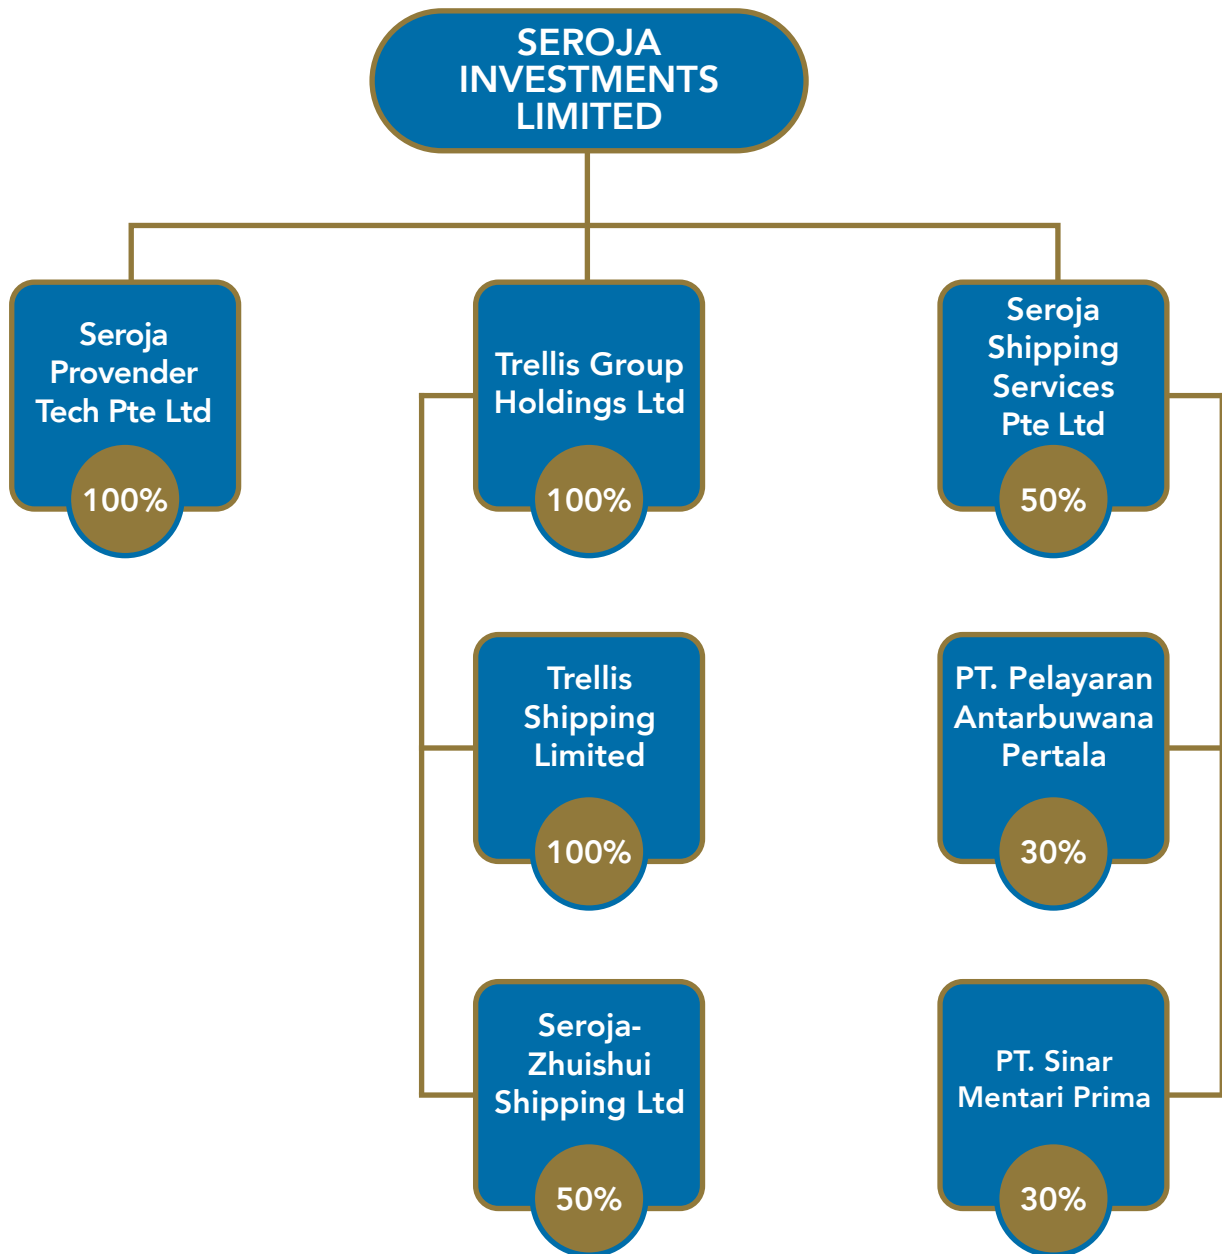 SEROJA
INVESTMENTS
LIMITED
Seroja
Provender
Tech Pte Ltd
100%
Trellis Group
Holdings Ltd
100%
Seroja
Shipping
Services
Pte Ltd
50%
Trellis
Shipping
Limited
100%
PT. Pelayaran
Antarbuwana
Pertala
30%
Seroja-
Zhuishui
Shipping Ltd
50%
PT. Sinar
Mentari Prima
30%